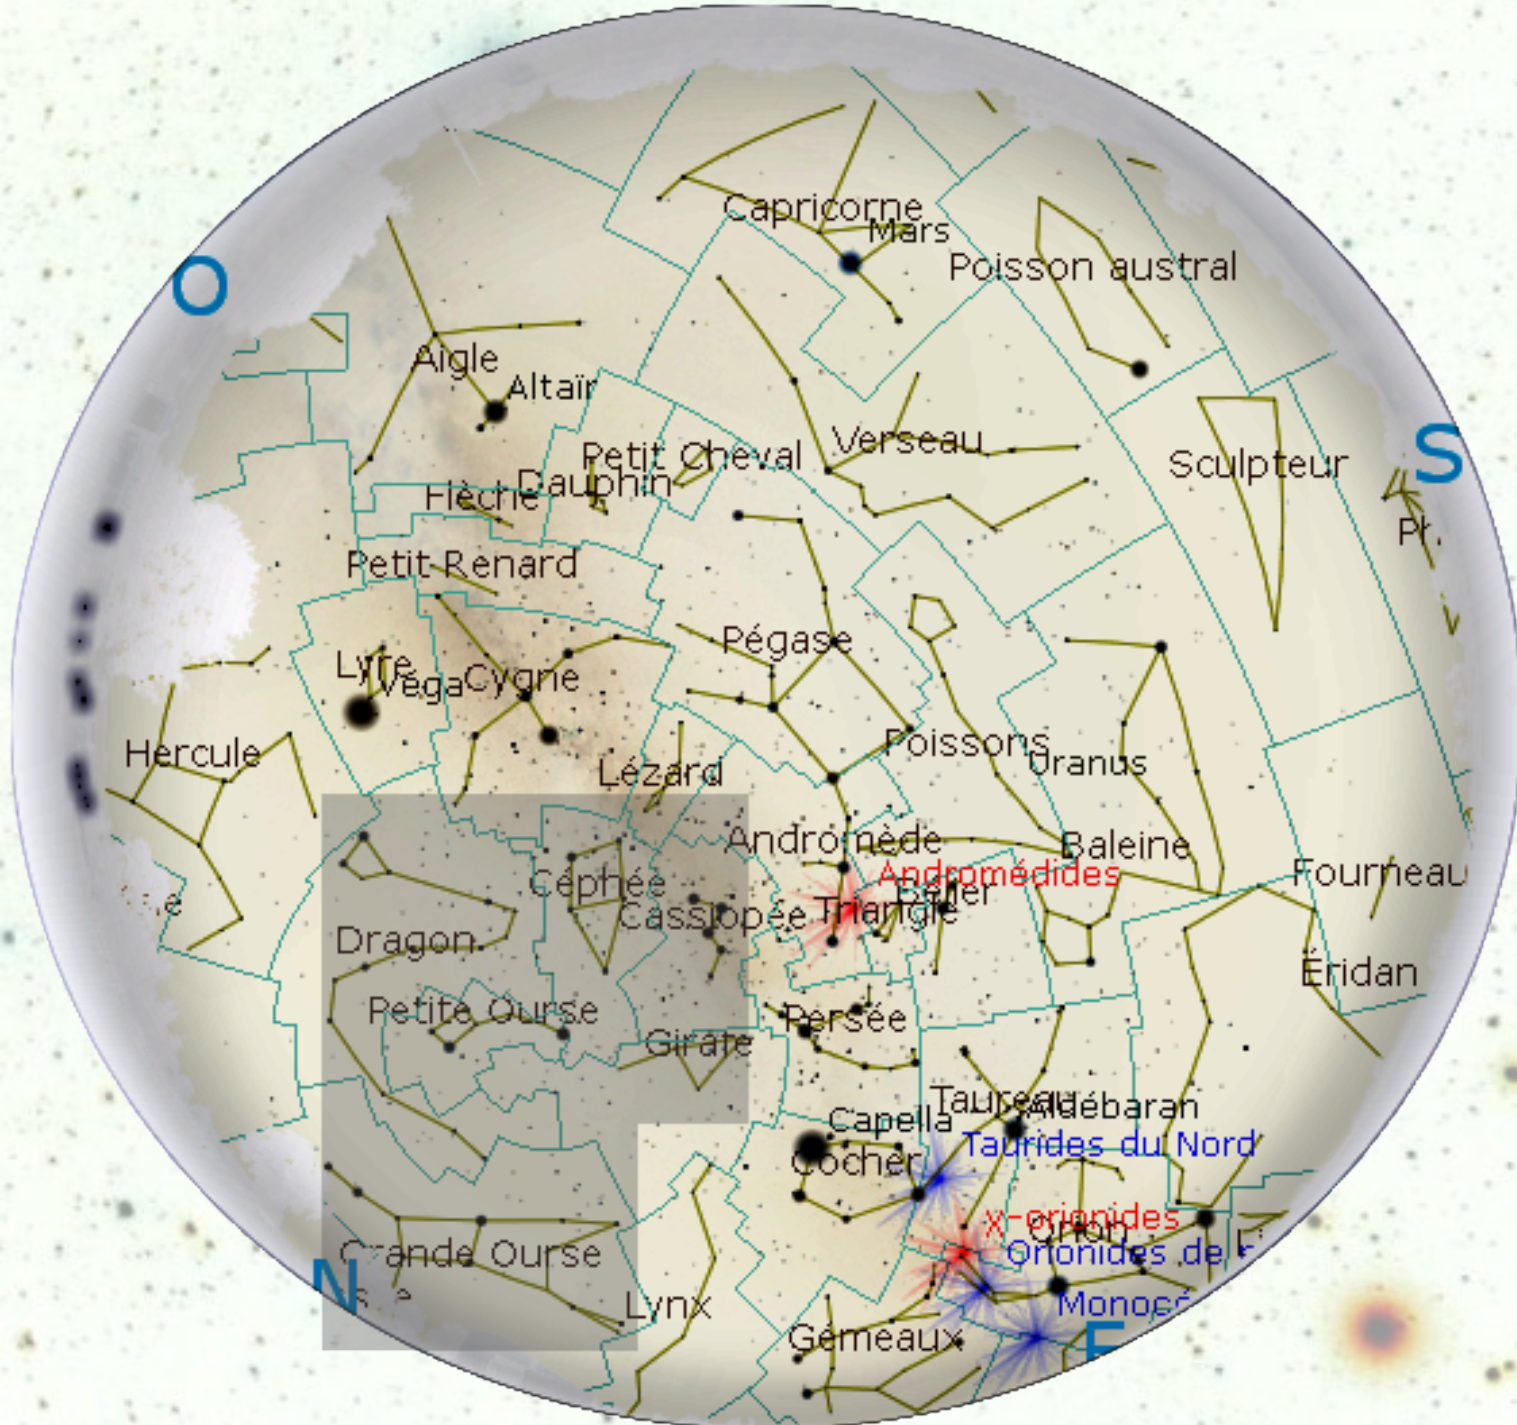 Capricorne
Mars
Poisson austral
O
Aigle
Altaïr
Petit Cheval
Verseau
S
Sculpteur
Dauphin
Flèche
Petit Renard
Pégase
Lyre
Véga
Cygne
Hercule
Lézard
Poissons
Uranus
Andromède
Baleine
Andromédides
Bélier
Fourneau
Céphée
Cassiopée
Triangle
Dragon
Éridan
Petite Ourse
Persée
Girafe
Taureau
Aldébaran
Capella
Taurides du Nord
Cocher
χ-orionides
Orion
Grande Ourse
Orionides de
N
Lynx
Gémeaux
E